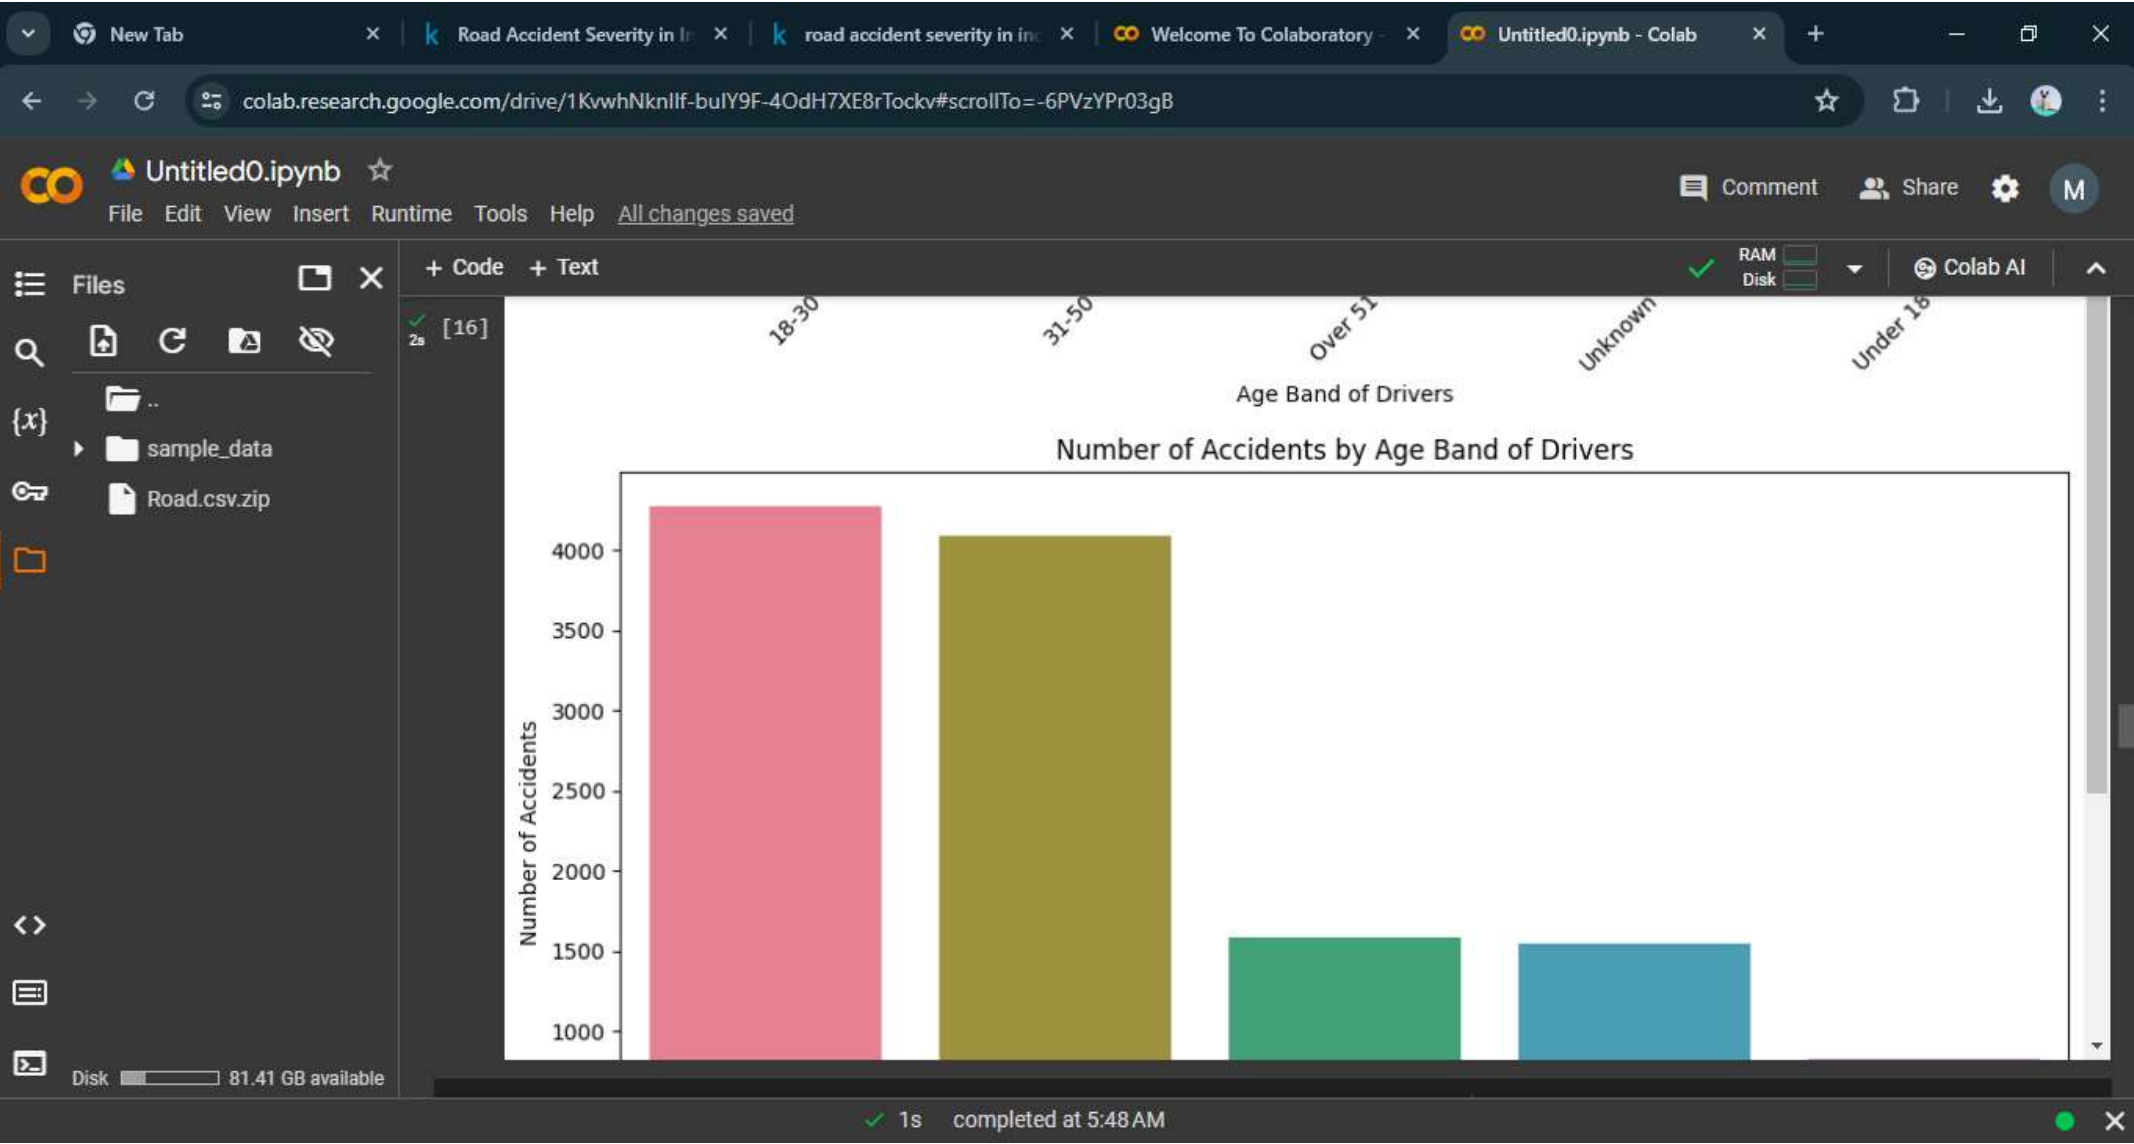 New Tab
Road Accident Severity in In
road accident severity in inc
Welcome To Colaboratory -
Untitled0.ipynb - Colab
colab.research.google.com/drive/1KvwhNknIIf-buIY9F-4OdH7XE8rTockv#scrollTo=-6PVzYPr03gB
Untitled0.ipynb
Comment
Share
M
File Edit View Insert Runtime Tools Help All changes saved
Files
+ Code + Text
RAM
Disk
Colab AI
{x}
..
sample_data
Road.csv.zip
2s
[16]
18-30
31-50
Over 51
Unknown
Under 18
Age Band of Drivers
Number of Accidents by Age Band of Drivers
Number of Accidents
4000
3500
3000
2500
2000
1500
1000
Disk 81.41 GB available
1s completed at 5:48 AM